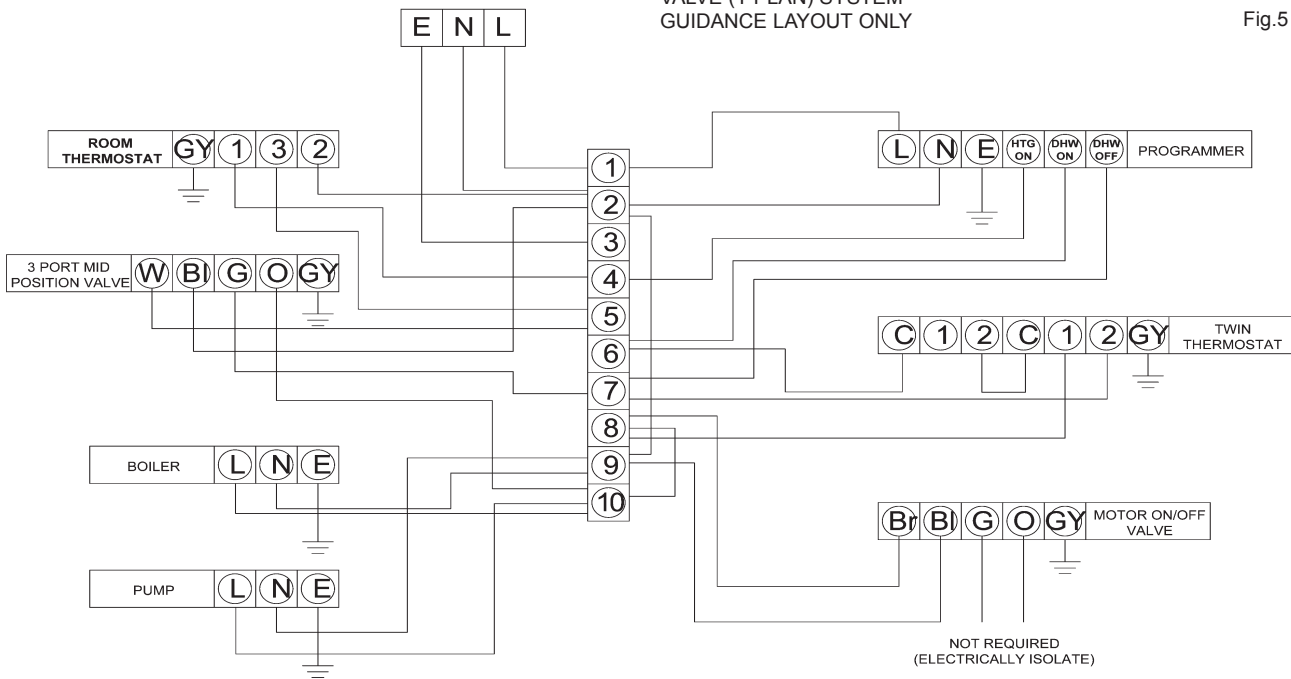 VALVE (Y PLAN) SYSTEM
GUIDANCE LAYOUT ONLY
Fig.5
E N L
ROOM
THERMOSTAT
GY 1 3 2
L N E HTG ON DHW ON DHW OFF
PROGRAMMER
3 PORT MID
POSITION VALVE
W Bl G O GY
1
2
3
4
5
6
7
8
9
10
C 1 2 C 1 2 GY
TWIN
THERMOSTAT
BOILER L N E
Br Bl G O GY
MOTOR ON/OFF
VALVE
PUMP L N E
NOT REQUIRED
(ELECTRICALLY ISOLATE)